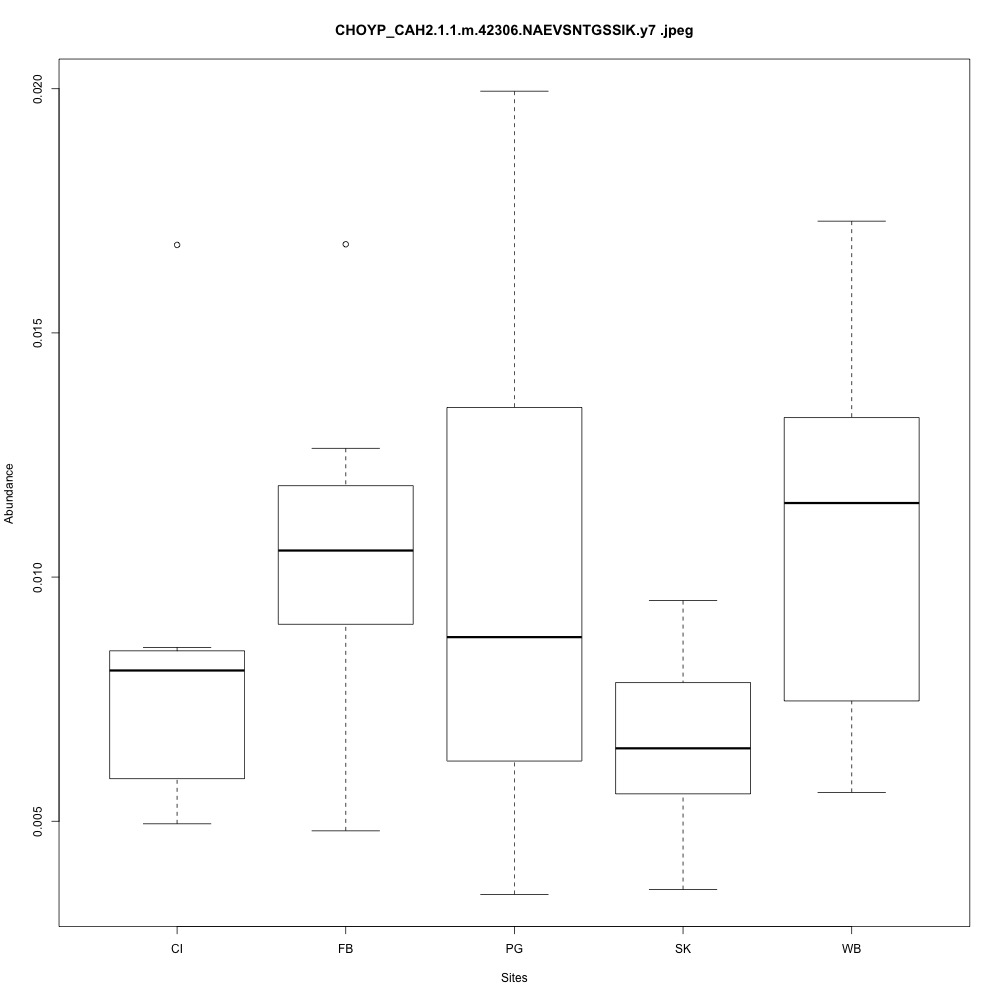 CHOYP_CAH2.1.1.m.42306.NAEVSNTGSSIK.y7 .jpeg
0.020
0.015
0.010
0.005
Abundance
CI FB PG SK WB
Sites